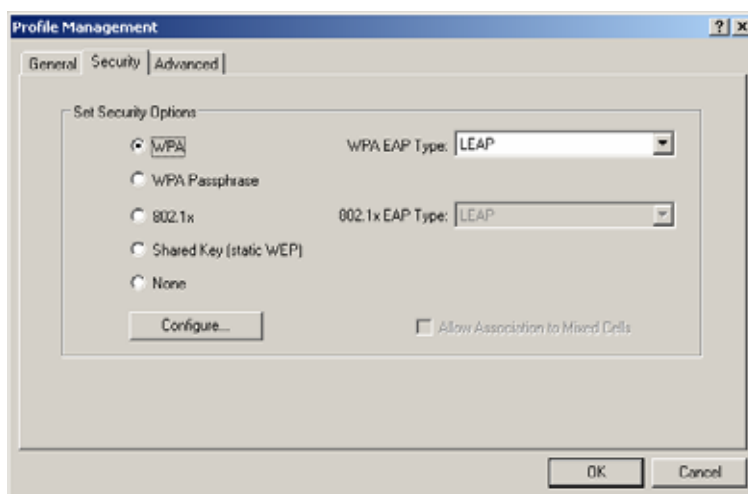 Profile Management
General Security Advanced
Set Security Options
WPA WPA EAP Type: LEAP
WPA Passphrase
802.1x 802.1x EAP Type: LEAP
Shared Key (static WEP)
None
Configure... Allow Association to Mixed Cells
OK Cancel